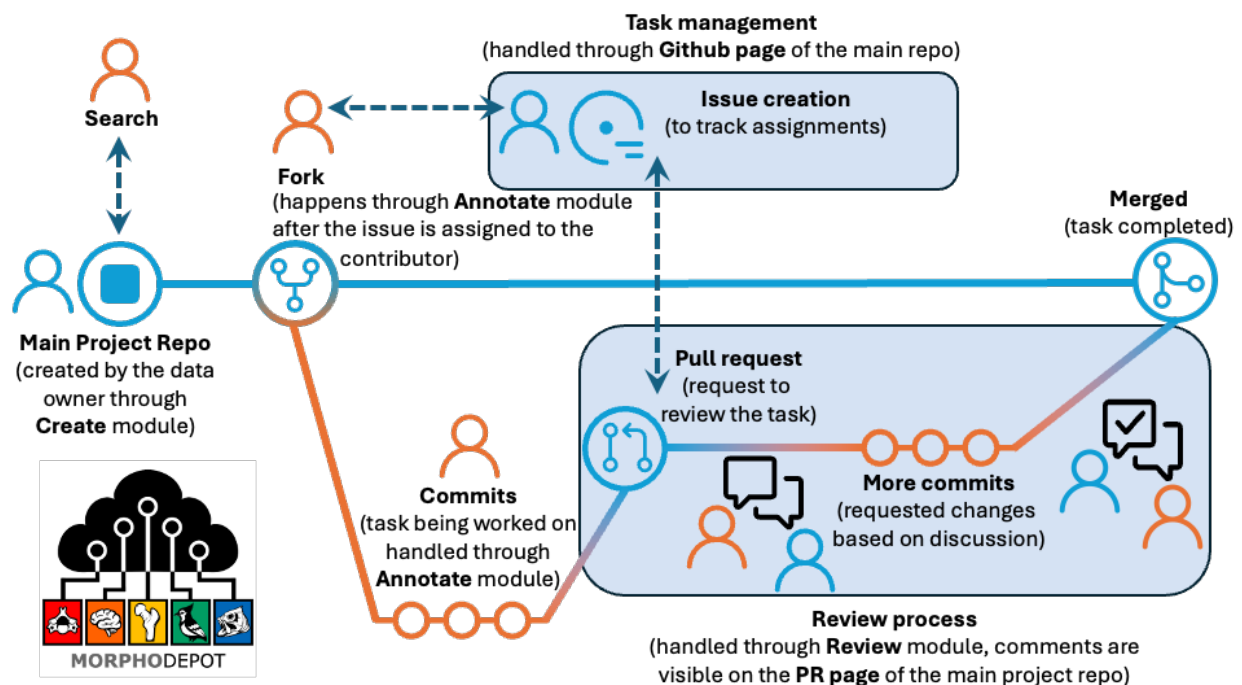 Task management
(handled through Github page of the main repo)
Search
Issue creation
(to track assignments)
Fork
(happens through Annotate module
after the issue is assigned to the
contributor)
Merged
(task completed)
Main Project Repo
(created by the data
owner through
Create module)
Pull request
(request to
review the task)
Commits
(task being worked on
handled through
Annotate module)
More commits
(requested changes
based on discussion)
MORPHODEPOT
Review process
(handled through Review module, comments are
visible on the PR page of the main project repo)